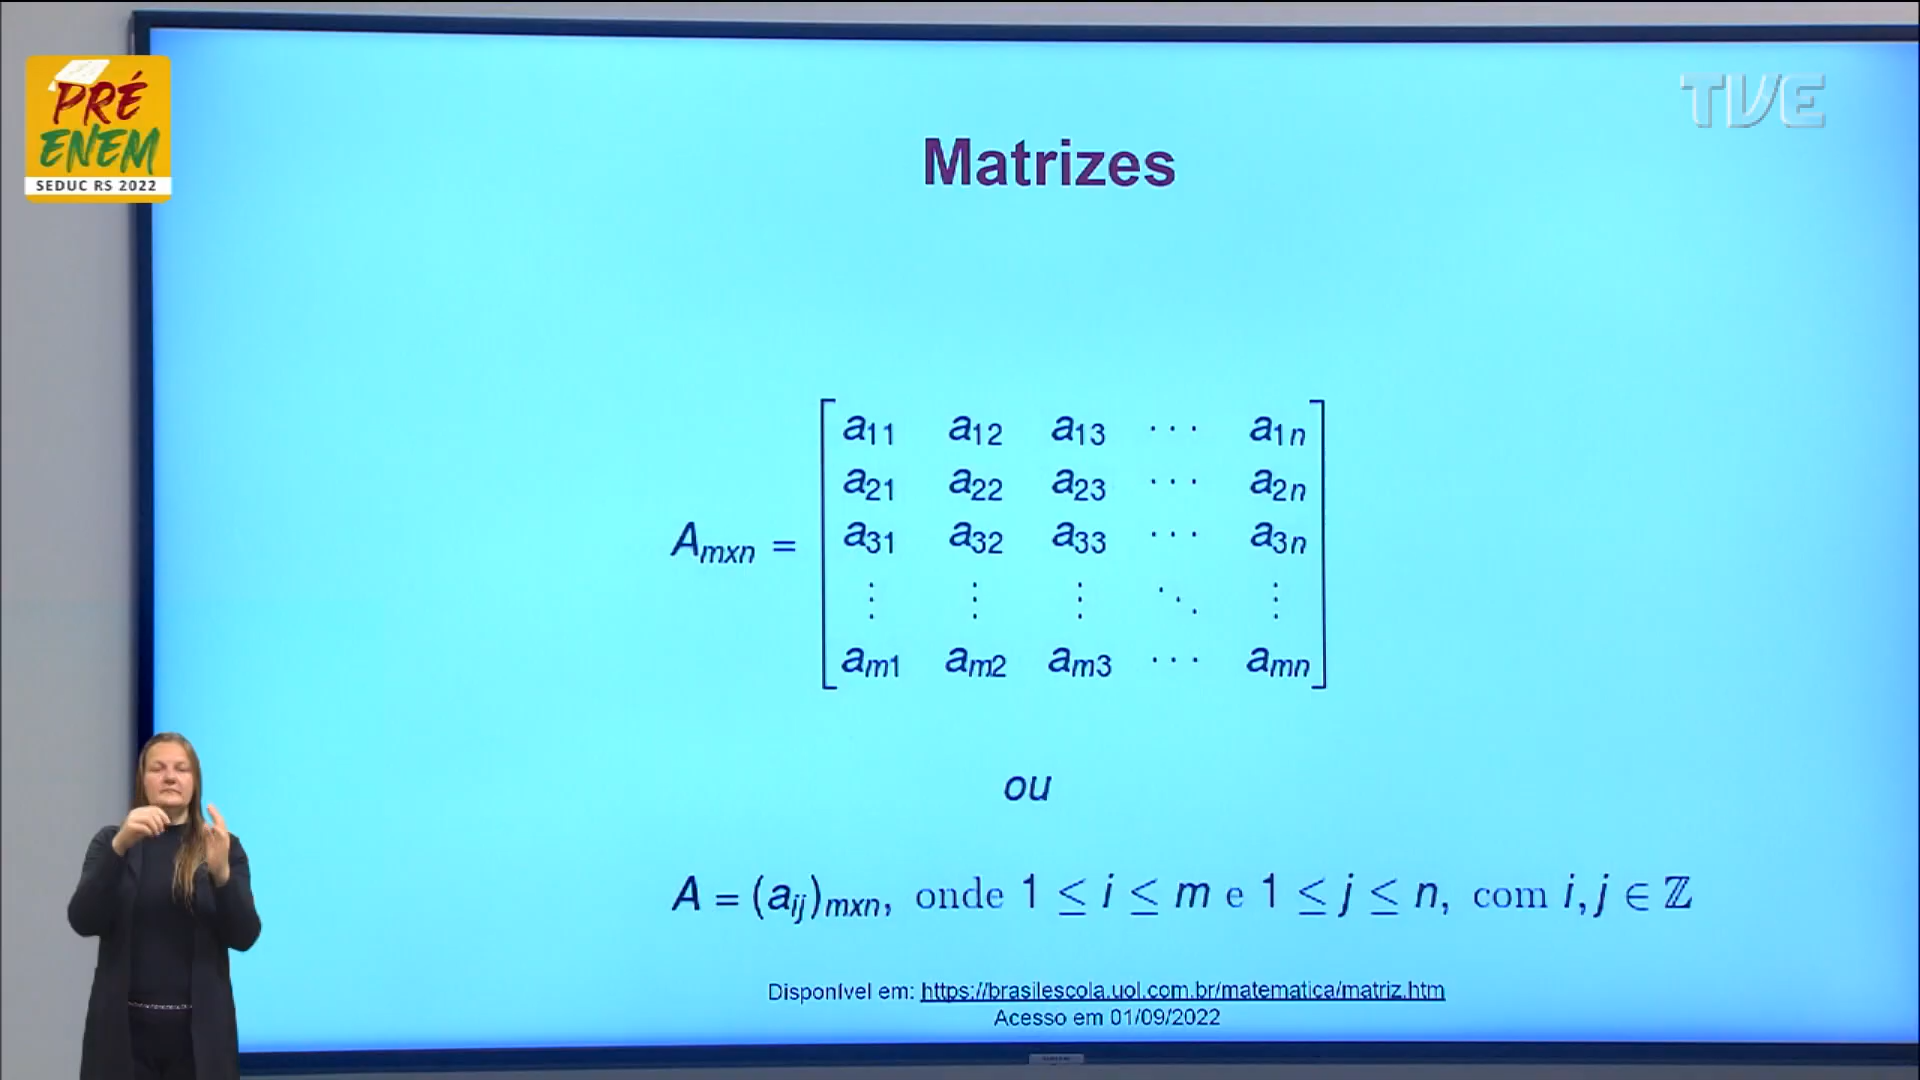 PRÉ
ENEM
SEDUC RS 2022
TVE
Matrizes
a11 a12 a13 ··· a1n
a21 a22 a23 ··· a2n
Amxn = a31 a32 a33 ··· a3n
⋮ ⋮ ⋮ ⋱ ⋮
am1 am2 am3 ··· amn
ou
A = (aij)mxn, onde 1 ≤ i ≤ m e 1 ≤ j ≤ n, com i, j ∈ ℤ
Disponível em: https://brasilescola.uol.com.br/matematica/matriz.htm
Acesso em 01/09/2022